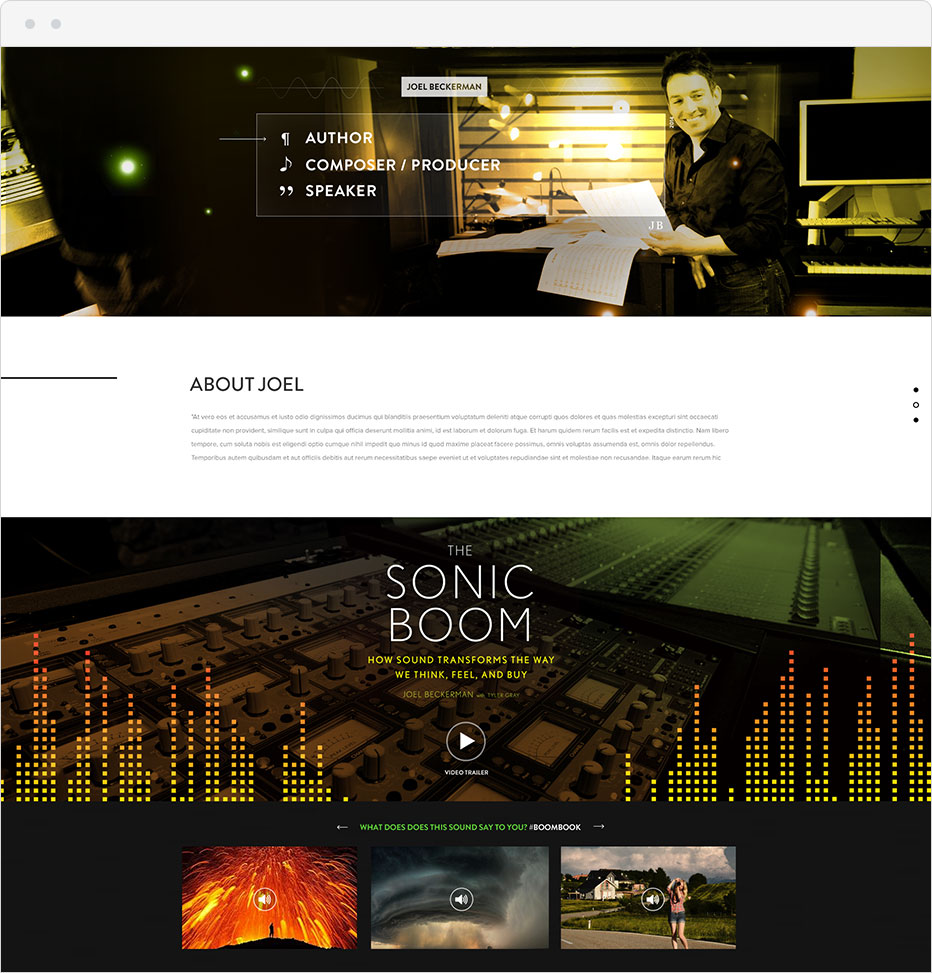 JOEL BECKERMAN
¶ AUTHOR
♪ COMPOSER / PRODUCER
” SPEAKER
J B
ABOUT JOEL
"At vero eos et accusamus et iusto odio dignissimos ducimus qui blanditiis praesentium voluptatum deleniti atque corrupti quos dolores et quas molestias excepturi sint occaecati
cupiditate non provident, similique sunt in culpa qui officia deserunt mollitia animi, id est laborum et dolorum fuga. Et harum quidem rerum facilis est et expedita distinctio. Nam libero
tempore, cum soluta nobis est eligendi optio cumque nihil impedit quo minus id quod maxime placeat facere possimus, omnis voluptas assumenda est, omnis dolor repellendus.
Temporibus autem quibusdam et aut officiis debitis aut rerum necessitatibus saepe eveniet ut et voluptates repudiandae sint et molestiae non recusandae. Itaque earum rerum hic
THE
SONIC
BOOM
HOW SOUND TRANSFORMS THE WAY
WE THINK, FEEL, AND BUY
JOEL BECKERMAN with TYLER GRAY
VIDEO TRAILER
← WHAT DOES DOES THIS SOUND SAY TO YOU? #BOOMBOOK →